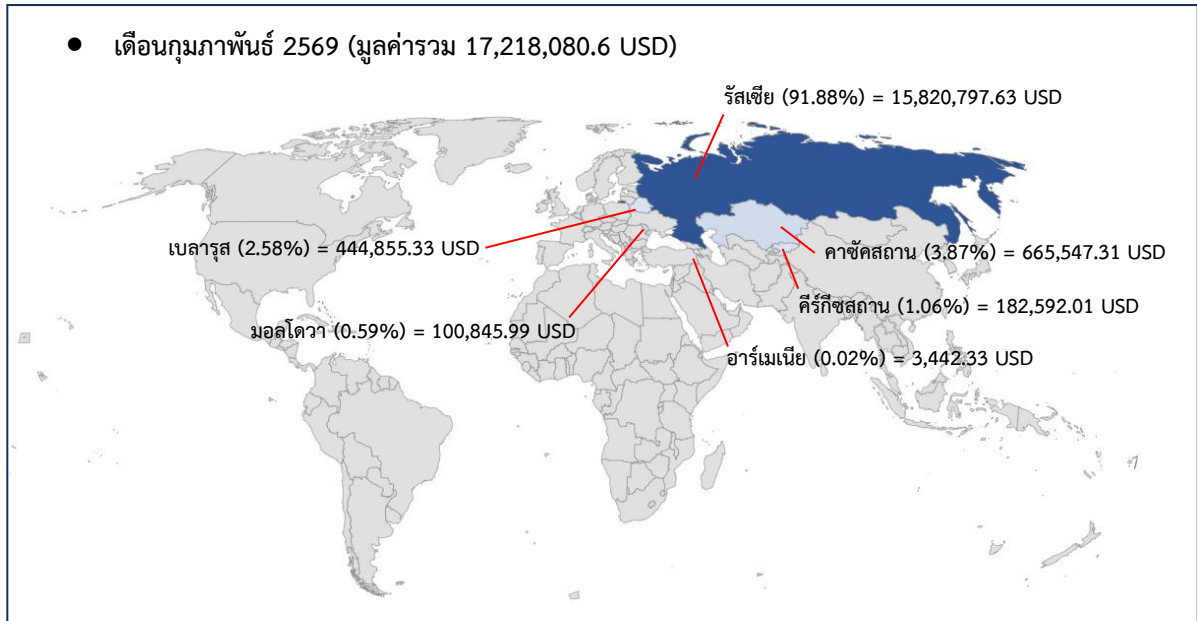 ● เดือนกุมภาพันธ์ 2569 (มูลค่ารวม 17,218,080.6 USD)
รัสเซีย (91.88%) = 15,820,797.63 USD
เบลารุส (2.58%) = 444,855.33 USD
คาซัคสถาน (3.87%) = 665,547.31 USD
คีร์กีซสถาน (1.06%) = 182,592.01 USD
มอลโดวา (0.59%) = 100,845.99 USD
อาร์เมเนีย (0.02%) = 3,442.33 USD